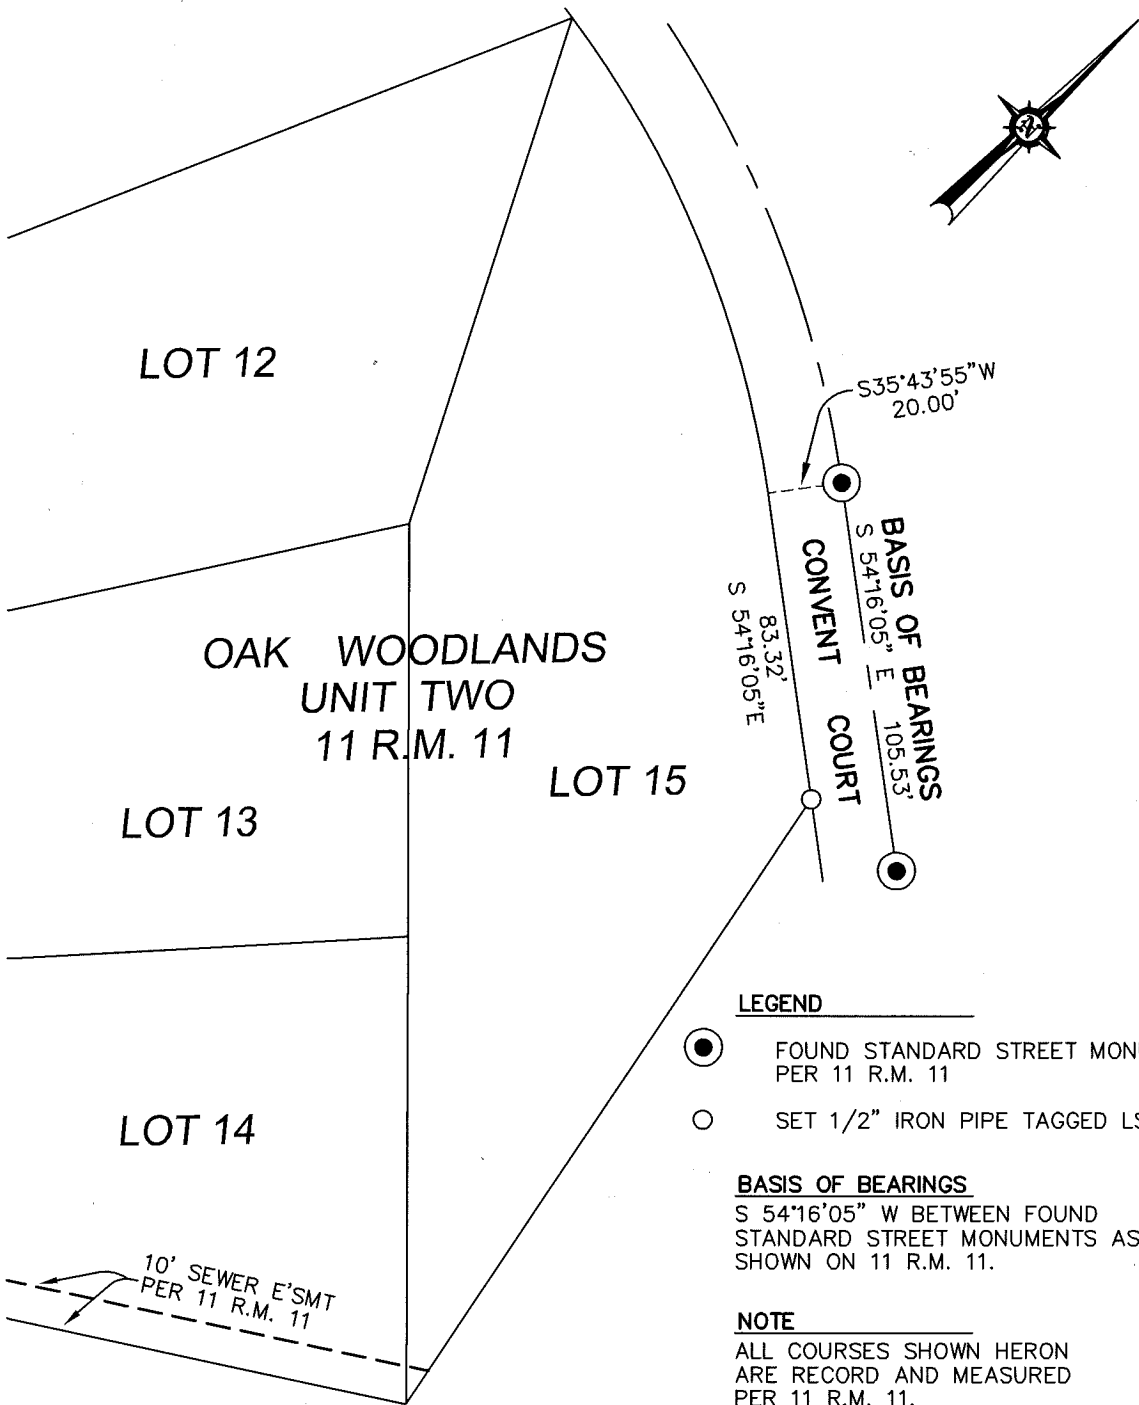 LOT 12
S35°43'55"W
20.00'
BASIS OF BEARINGS
S 54°16'05" E 105.53'
CONVENT COURT
83.32'
S 54°16'05"E
OAK WOODLANDS
UNIT TWO
11 R.M. 11
LOT 15
LOT 13
LOT 14
10' SEWER E'SMT
PER 11 R.M. 11
LEGEND
FOUND STANDARD STREET
PER 11 R.M. 11
SET 1/2" IRON PIPE TAGGED
BASIS OF BEARINGS
S 54°16'05" W BETWEEN FOUND
STANDARD STREET MONUMENTS AS
SHOWN ON 11 R.M. 11.
NOTE
ALL COURSES SHOWN HERON
ARE RECORD AND MEASURED
PER 11 R.M. 11.